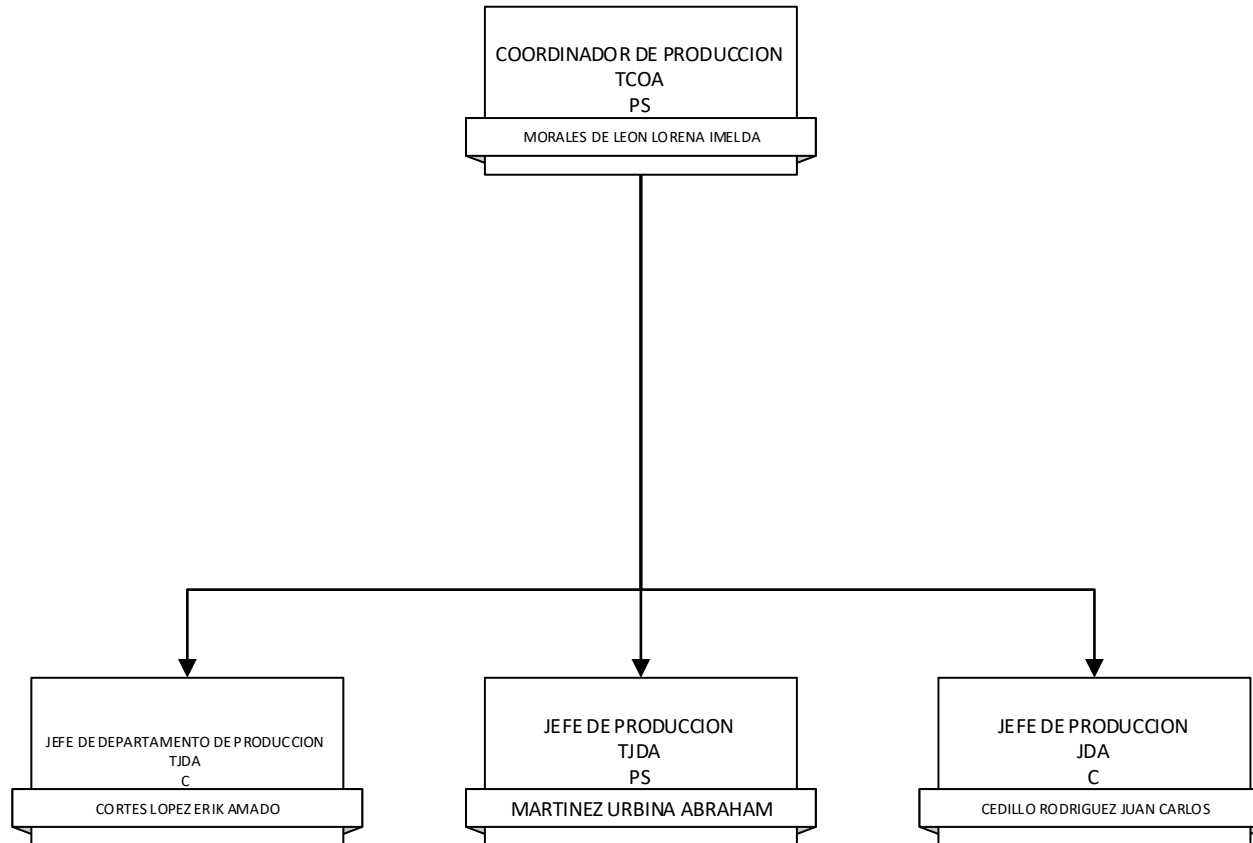 COORDINADOR DE PRODUCCION
TCOA
PS
MORALES DE LEON LORENA IMELDA
JEFE DE DEPARTAMENTO DE PRODUCCION
TJDA
C
CORTES LOPEZ ERIK AMADO
JEFE DE PRODUCCION
TJDA
PS
MARTINEZ URBINA ABRAHAM
JEFE DE PRODUCCION
JDA
C
CEDILLO RODRIGUEZ JUAN CARLOS